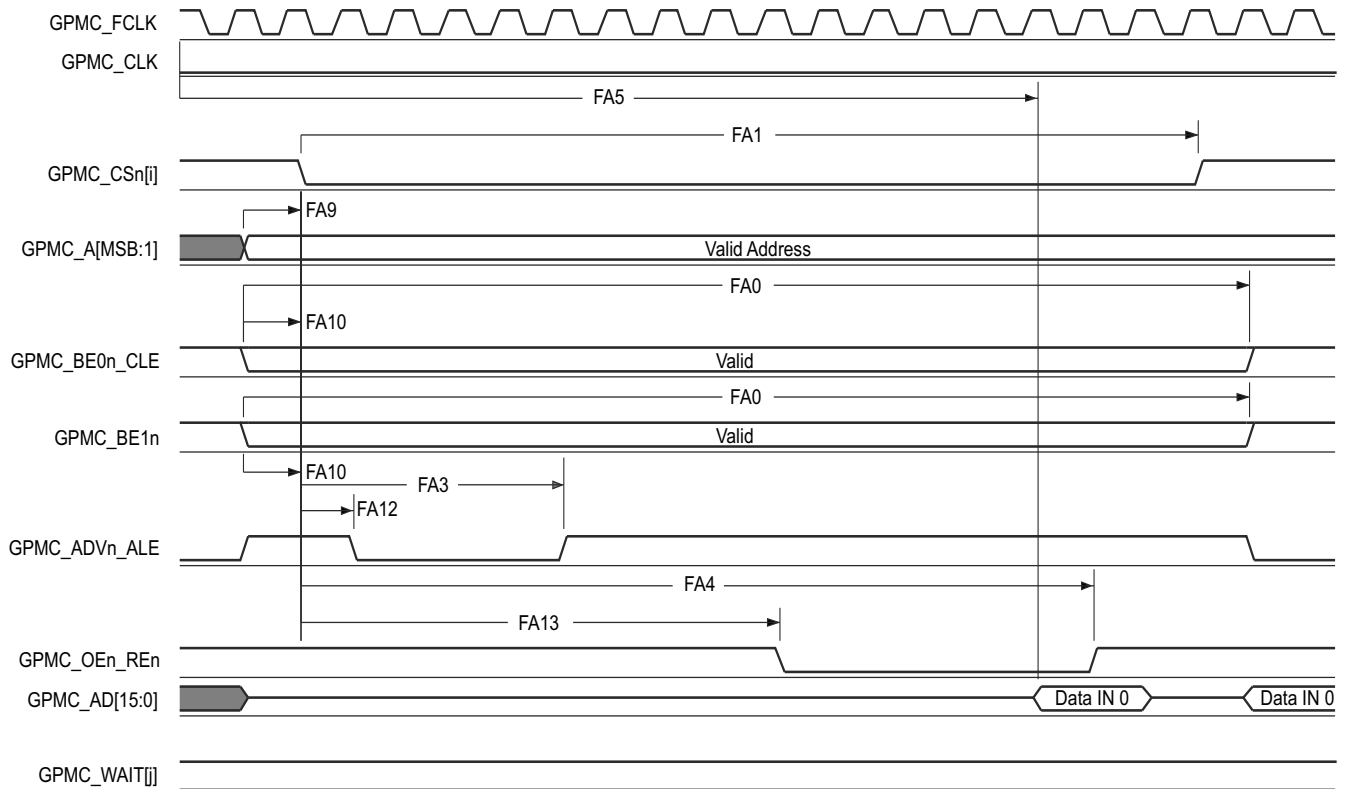 GPMC_FCLK
GPMC_CLK
FA5
FA1
GPMC_CSn[i]
FA9
GPMC_A[MSB:1]
Valid Address
FA0
FA10
GPMC_BE0n_CLE
Valid
FA0
GPMC_BE1n
Valid
FA10
FA3
FA12
GPMC_ADVn_ALE
FA4
FA13
GPMC_OEn_REn
GPMC_AD[15:0]
Data IN 0
Data IN 0
GPMC_WAIT[j]